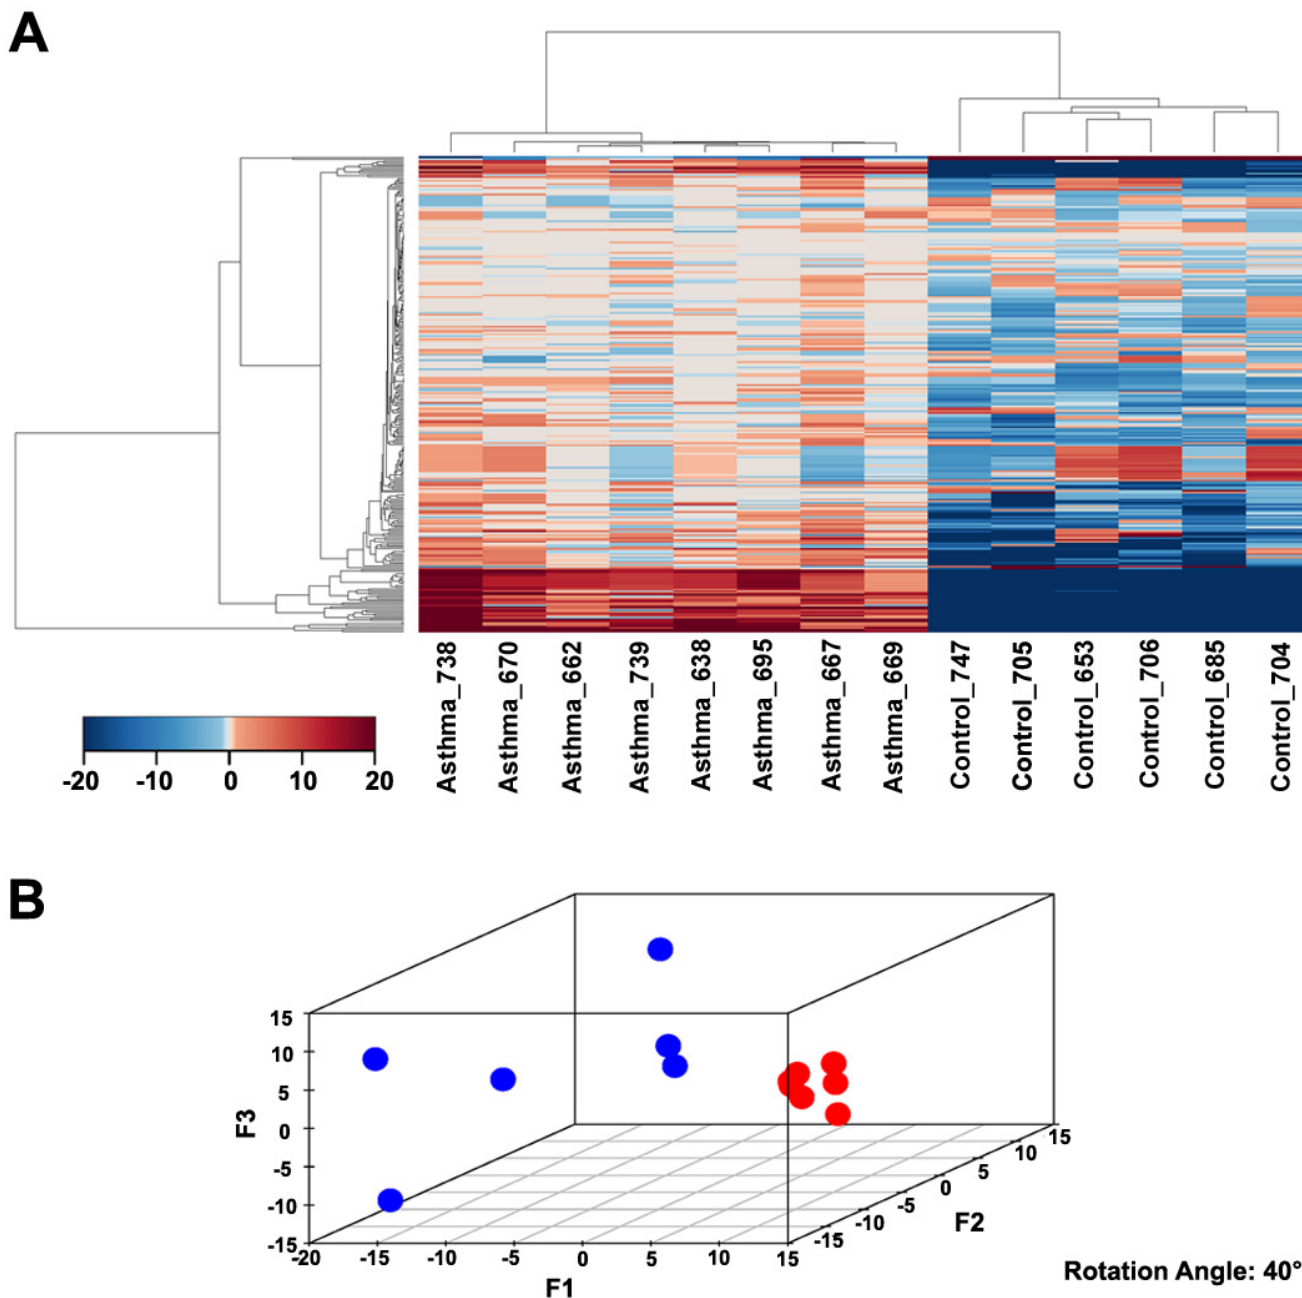 A
Asthma_738
Asthma_670
Asthma_662
Asthma_739
Asthma_638
Asthma_695
Asthma_667
Asthma_669
Control_747
Control_705
Control_653
Control_706
Control_685
Control_704
-20 -10 0 10 20
B
15
10
5
0
-5
-10
-15
F3
-20 -15 -10 -5 0 5 10 15
F1
-15
-10
-5
0
5
10
15
F2
Rotation Angle: 40°